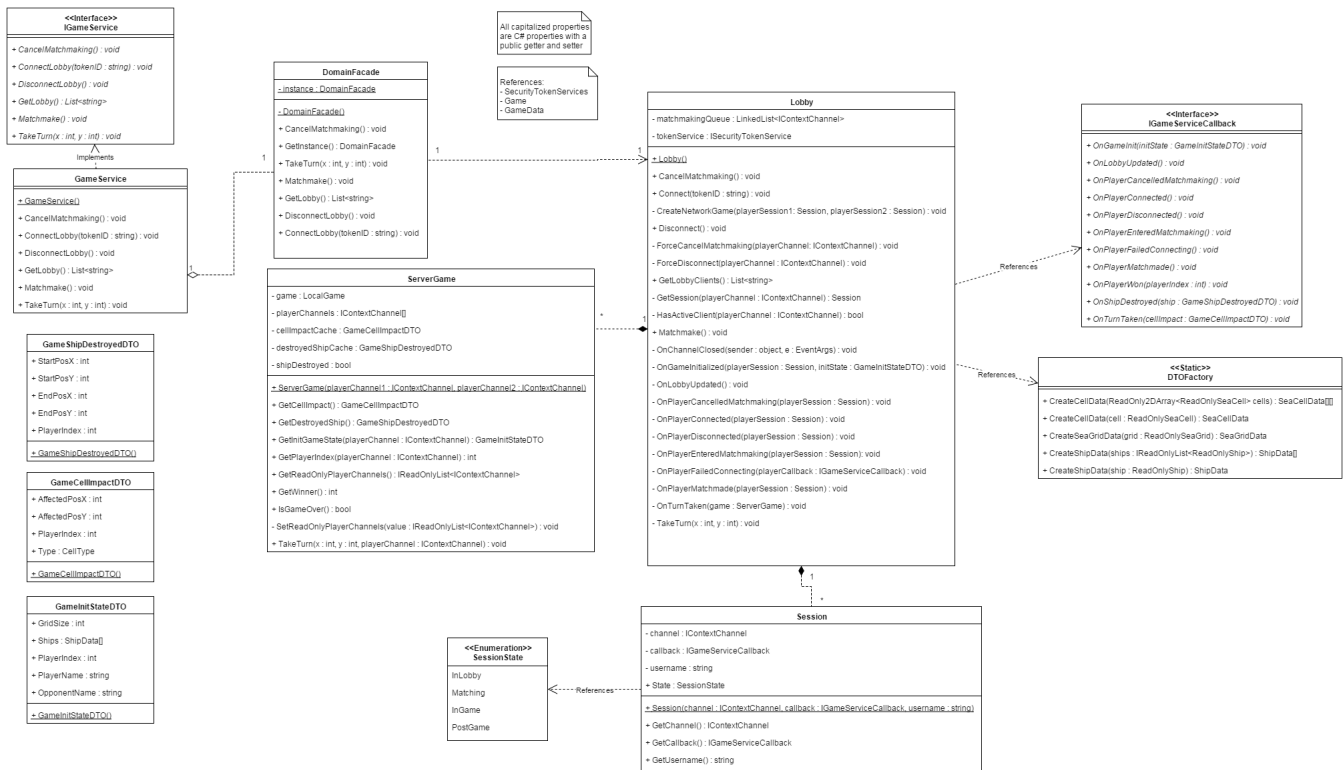 <<Interface>>
IGameService
+ CancelMatchmaking() : void
+ ConnectLobby(tokenID : string) : void
+ DisconnectLobby() : void
+ GetLobby() : List<string>
+ Matchmake() : void
+ TakeTurn(x : int, y : int) : void
Implements
GameService
+ GameService()
+ CancelMatchmaking() : void
+ ConnectLobby(tokenID : string) : void
+ DisconnectLobby() : void
+ GetLobby() : List<string>
+ Matchmake() : void
+ TakeTurn(x : int, y : int) : void
1
1
DomainFacade
- instance : DomainFacade
- DomainFacade()
+ CancelMatchmaking() : void
+ GetInstance() : DomainFacade
+ TakeTurn(x : int, y : int) : void
+ Matchmake() : void
+ GetLobby() : List<string>
+ DisconnectLobby() : void
+ ConnectLobby(tokenID : string) : void
1
1
All capitalized properties
are C# properties with a
public getter and setter
References:
- SecurityTokenServices
- Game
- GameData
Lobby
- matchmakingQueue : LinkedList<IContextChannel>
- tokenService : ISecurityTokenService
+ Lobby()
+ CancelMatchmaking() : void
+ Connect(tokenID : string) : void
- CreateNetworkGame(playerSession1: Session, playerSession2 : Session) : void
+ Disconnect() : void
- ForceCancelMatchmaking(playerChannel: IContextChannel) : void
- ForceDisconnect(playerChannel : IContextChannel) : void
+ GetLobbyClients() : List<string>
- GetSession(playerChannel : IContextChannel) : Session
- HasActiveClient(playerChannel : IContextChannel) : bool
+ Matchmake() : void
- OnChannelClosed(sender : object, e : EventArgs) : void
- OnGameInitialized(playerSession : Session, initState : GameInitStateDTO) : void
- OnLobbyUpdated() : void
- OnPlayerCancelledMatchmaking(playerSession : Session) : void
- OnPlayerConnected(playerSession : Session) : void
- OnPlayerDisconnected(playerSession : Session) : void
- OnPlayerEnteredMatchmaking(playerSession : Session): void
- OnPlayerFailedConnecting(playerCallback : IGameServiceCallback) : void
- OnPlayerMatchmade(playerSession : Session) : void
- OnTurnTaken(game : ServerGame) : void
- TakeTurn(x : int, y : int) : void
<<Interface>>
IGameServiceCallback
+ OnGameInit(initState : GameInitStateDTO) : void
+ OnLobbyUpdated() : void
+ OnPlayerCancelledMatchmaking() : void
+ OnPlayerConnected() : void
+ OnPlayerDisconnected() : void
+ OnPlayerEnteredMatchmaking() : void
+ OnPlayerFailedConnecting() : void
+ OnPlayerMatchmade() : void
+ OnPlayerWon(playerIndex : int) : void
+ OnShipDestroyed(ship : GameShipDestroyedDTO) : void
+ OnTurnTaken(cellImpact : GameCellImpactDTO) : void
References
References
<<Static>>
DTOFactory
+ CreateCellData(ReadOnly2DArray<ReadOnlySeaCell> cells) : SeaCellData[][]
+ CreateCellData(cell : ReadOnlySeaCell) : SeaCellData
+ CreateSeaGridData(grid : ReadOnlySeaGrid) : SeaGridData
+ CreateShipData(ships : IReadOnlyList<ReadOnlyShip>) : ShipData[]
+ CreateShipData(ship : ReadOnlyShip) : ShipData
ServerGame
- game : LocalGame
- playerChannels : IContextChannel[]
- cellImpactCache : GameCellImpactDTO
- destroyedShipCache : GameShipDestroyedDTO
- shipDestroyed : bool
+ ServerGame(playerChannel1 : IContextChannel, playerChannel2 : IContextChannel)
+ GetCellImpact() : GameCellImpactDTO
+ GetDestroyedShip() : GameShipDestroyedDTO
+ GetInitGameState(playerChannel : IContextChannel) : GameInitStateDTO
+ GetPlayerIndex(playerChannel : IContextChannel) : int
+ GetReadOnlyPlayerChannels() : IReadOnlyList<IContextChannel>
+ GetWinner() : int
+ IsGameOver() : bool
- SetReadOnlyPlayerChannels(value : IReadOnlyList<IContextChannel>) : void
+ TakeTurn(x : int, y : int, playerChannel : IContextChannel) : void
*
1
GameShipDestroyedDTO
+ StartPosX : int
+ StartPosY : int
+ EndPosX : int
+ EndPosY : int
+ PlayerIndex : int
+ GameShipDestroyedDTO()
GameCellImpactDTO
+ AffectedPosX : int
+ AffectedPosY : int
+ PlayerIndex : int
+ Type : CellType
+ GameCellImpactDTO()
GameInitStateDTO
+ GridSize : int
+ Ships : ShipData[]
+ PlayerIndex : int
+ PlayerName : string
+ OpponentName : string
+ GameInitStateDTO()
1
*
<<Enumeration>>
SessionState
InLobby
Matching
InGame
PostGame
References
Session
- channel : IContextChannel
- callback : IGameServiceCallback
- username : string
+ State : SessionState
+ Session(channel : IContextChannel, callback : IGameServiceCallback, username : string)
+ GetChannel() : IContextChannel
+ GetCallback() : IGameServiceCallback
+ GetUsername() : string